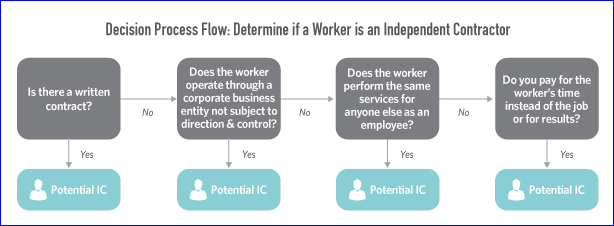 Decision Process Flow: Determine if a Worker is an Independent Contractor
Is there a written
contract?
No
Yes
Potential IC
Does the worker
operate through a
corporate business
entity not subject to
direction & control?
No
Yes
Potential IC
Does the worker
perform the same
services for
anyone else as an
employee?
No
Yes
Potential IC
Do you pay for the
worker's time
instead of the job
or for results?
Yes
Potential IC